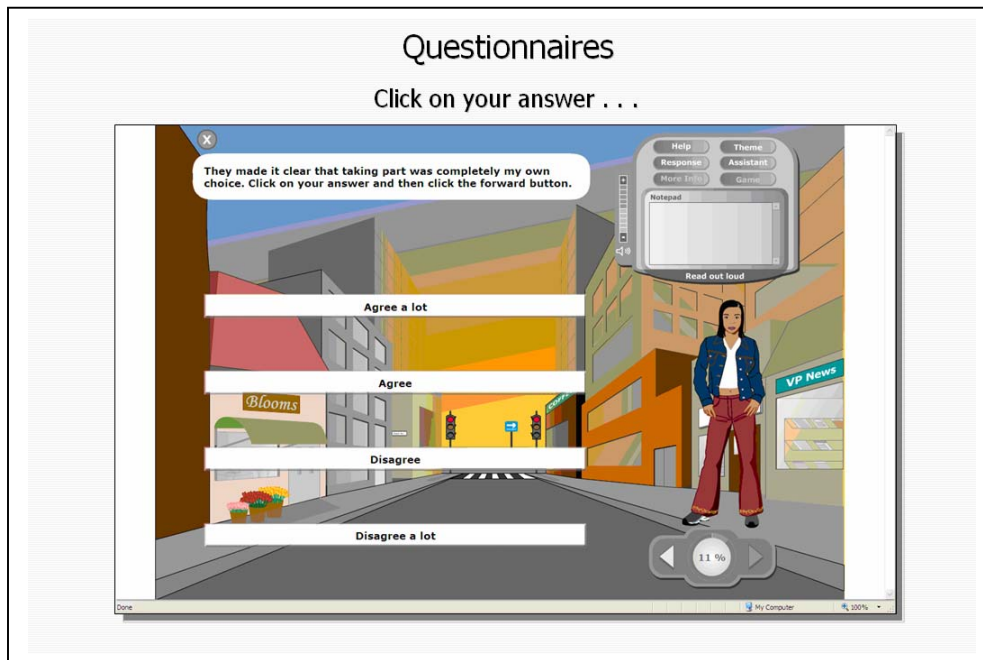 Questionnaires
Click on your answer . . .
X
They made it clear that taking part was completely my own
choice. Click on your answer and then click the forward button.
Help
Theme
Response
Assistant
More Info
Game
Notepad
Read out loud
Agree a lot
Agree
Disagree
Disagree a lot
Blooms
COFFE
VP News
11 %
Done
My Computer
100%